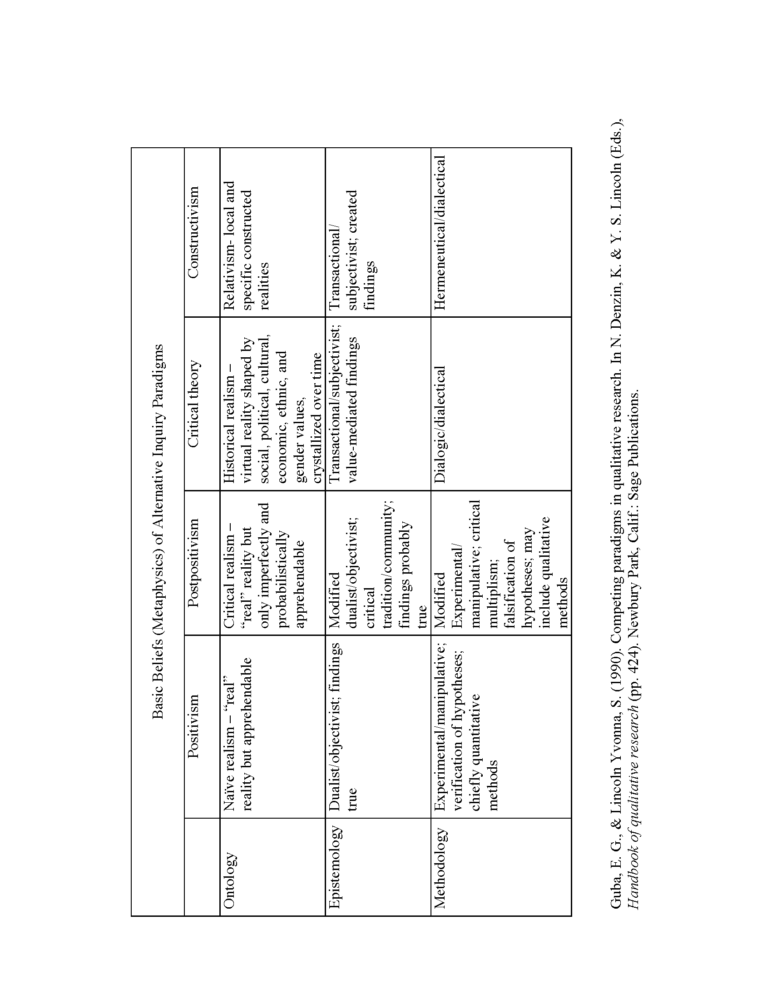 Basic Beliefs (Metaphysics) of Alternative Inquiry Paradigms
Positivism
Postpositivism
Critical theory
Constructivism
Ontology
Naïve realism – “real”
reality but apprehendable
Critical realism –
“real” reality but
only imperfectly and
probabilistically
apprehendable
Historical realism –
virtual reality shaped by
social, political, cultural,
economic, ethnic, and
gender values,
crystallized over time
Relativism- local and
specific constructed
realities
Epistemology
Dualist/objectivist; findings
true
Modified
dualist/objectivist;
critical
tradition/community;
findings probably
true
Transactional/subjectivist;
value-mediated findings
Transactional/
subjectivist; created
findings
Methodology
Experimental/manipulative;
verification of hypotheses;
chiefly quantitative
methods
Modified
Experimental/
manipulative; critical
multiplism;
falsification of
hypotheses; may
include qualitative
methods
Dialogic/dialectical
Hermeneutical/dialectical
Guba, E. G., & Lincoln Yvonna, S. (1990). Competing paradigms in qualitative research. In N. Denzin, K. & Y. S. Lincoln (Eds.),
Handbook of qualitative research (pp. 424). Newbury Park, Calif.: Sage Publications.